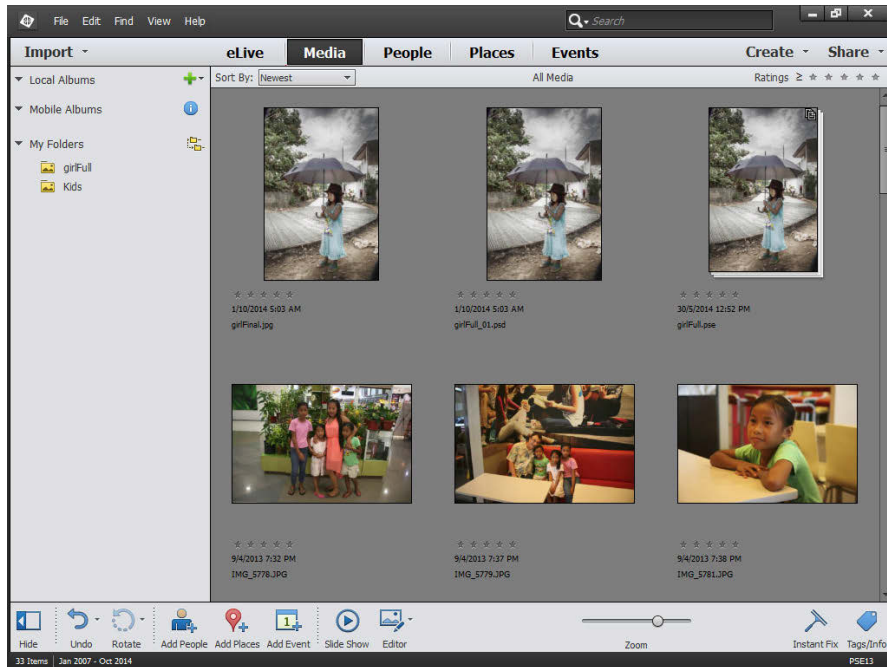 File Edit Find View Help
Search
Import
eLive Media People Places Events
Create Share
Local Albums
Sort By: Newest
All Media
Ratings ≥
Mobile Albums
My Folders
girlFull
Kids
1/10/2014 5:03 AM
girlFinal.jpg
1/10/2014 5:03 AM
girlFull_01.psd
30/5/2014 12:52 PM
girlFull.pse
9/4/2013 7:32 PM
IMG_5778.JPG
9/4/2013 7:37 PM
IMG_5779.JPG
9/4/2013 7:38 PM
IMG_5781.JPG
Hide Undo Rotate Add People Add Places Add Event Slide Show Editor
Zoom
Instant Fix Tags/Info
33 Items Jan 2007 - Oct 2014
PSE13